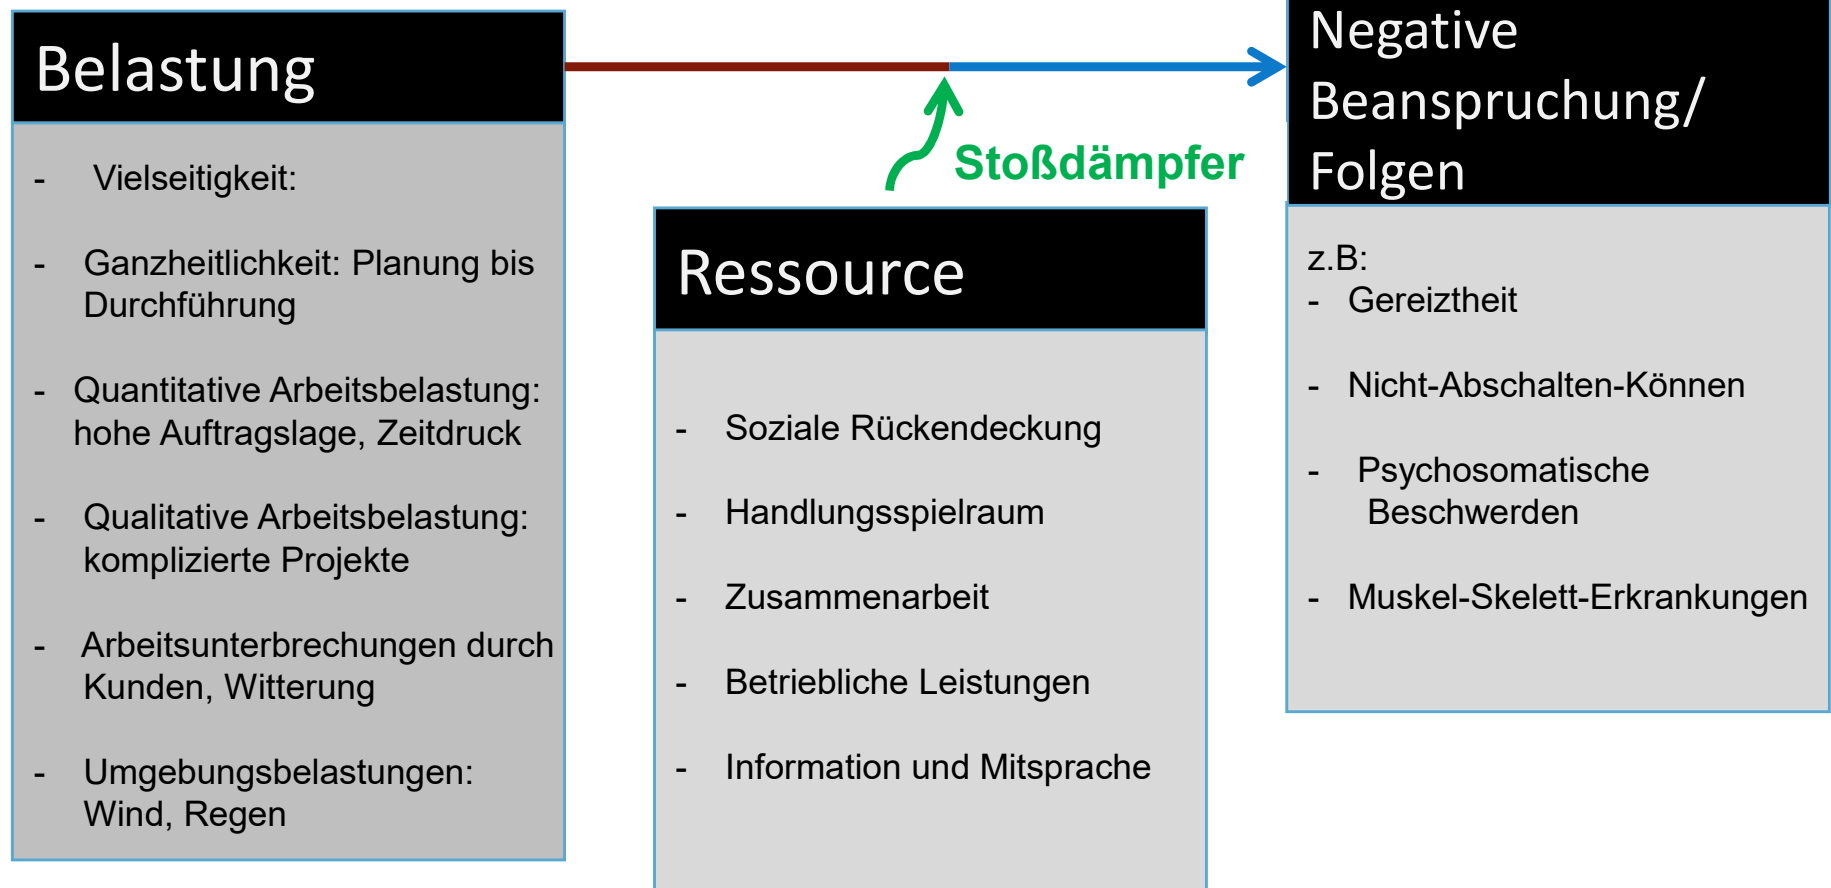 Belastung
- Vielseitigkeit:
- Ganzheitlichkeit: Planung bis
Durchführung
- Quantitative Arbeitsbelastung:
hohe Auftragslage, Zeitdruck
- Qualitative Arbeitsbelastung:
komplizierte Projekte
- Arbeitsunterbrechungen durch
Kunden, Witterung
- Umgebungsbelastungen:
Wind, Regen
Stoßdämpfer
Ressource
- Soziale Rückendeckung
- Handlungsspielraum
- Zusammenarbeit
- Betriebliche Leistungen
- Information und Mitsprache
Negative
Beanspruchung/
Folgen
z.B:
- Gereiztheit
- Nicht-Abschalten-Können
- Psychosomatische
Beschwerden
- Muskel-Skelett-Erkrankungen